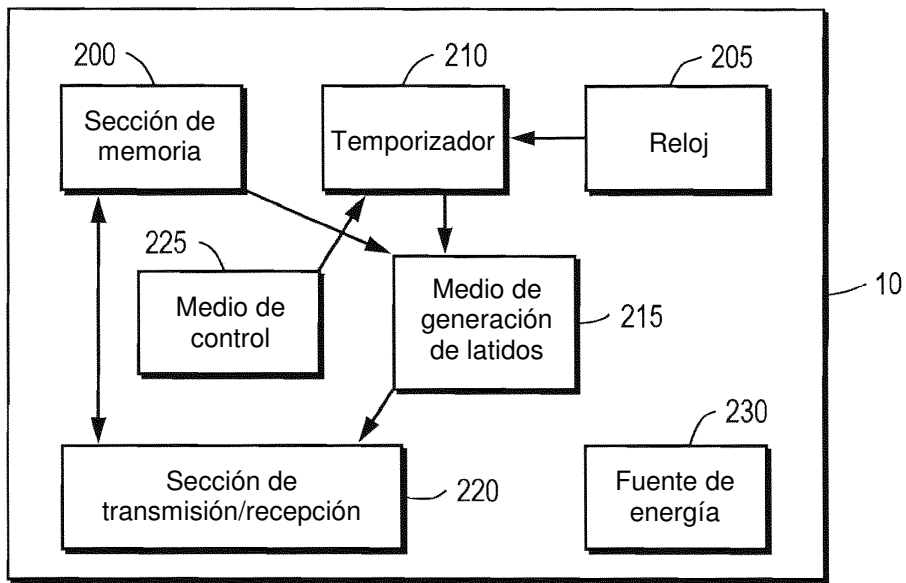 200
210
205
Sección de
memoria
Temporizador
Reloj
225
Medio de
control
Medio de
generación
de latidos
215
10
230
Sección de
transmisión/recepción
220
Fuente de
energía